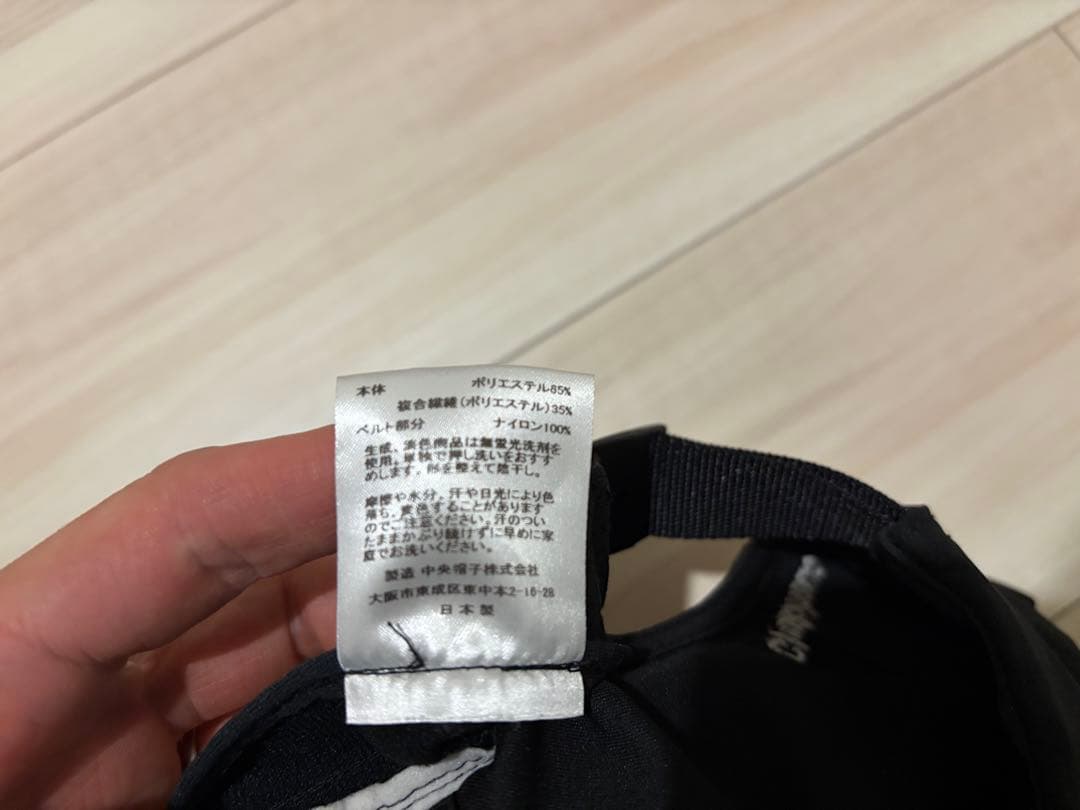 本体 ポリエステル65%
複合繊維(ポリエステル)35%
ベルト部分 ナイロン100%
生成、淡色商品は無蛍光洗剤を
使用。単独で押し洗いをおすす
めします。形を整えて陰干し。
摩擦や水分、汗や日光により色
落ち、変色することがあります
のでご注意ください。汗のつい
たままかぶり続けずに早めに家
庭でお洗いください。
製造 中央帽子株式会社
大阪市東成区東中本2-16-28
日本製